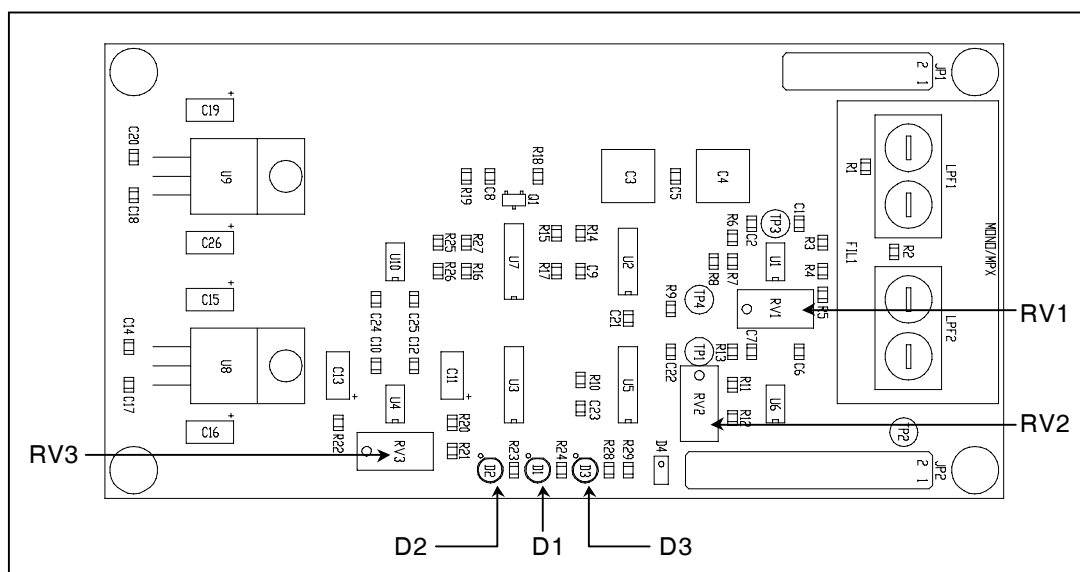 JP1
2
1
C19
+
C20
U9
C18
C26
+
R18
R19
C8
Q1
C3
C5
C4
R1
LPF1
R6
C2
TP3
C1
R3
MONO/MPX
FIL1
R2
R25
R27
R15
R14
U10
U7
U2
R26
R16
R17
C9
R8
R7
U1
R4
R5
C15
+
C24
C25
C21
R9
TP4
RV1
RV1
LPF2
C14
U8
C17
C10
C12
C13
+
C11
+
U3
U5
R10
C23
C22
TP1
R13
C7
C6
RV2
R11
R12
U6
RV2
C16
+
U4
R22
R20
R21
RV3
RV3
D2
R23
D1
R24
D3
R28
R29
D4
TP2
JP2
2
1
D2
D1
D3